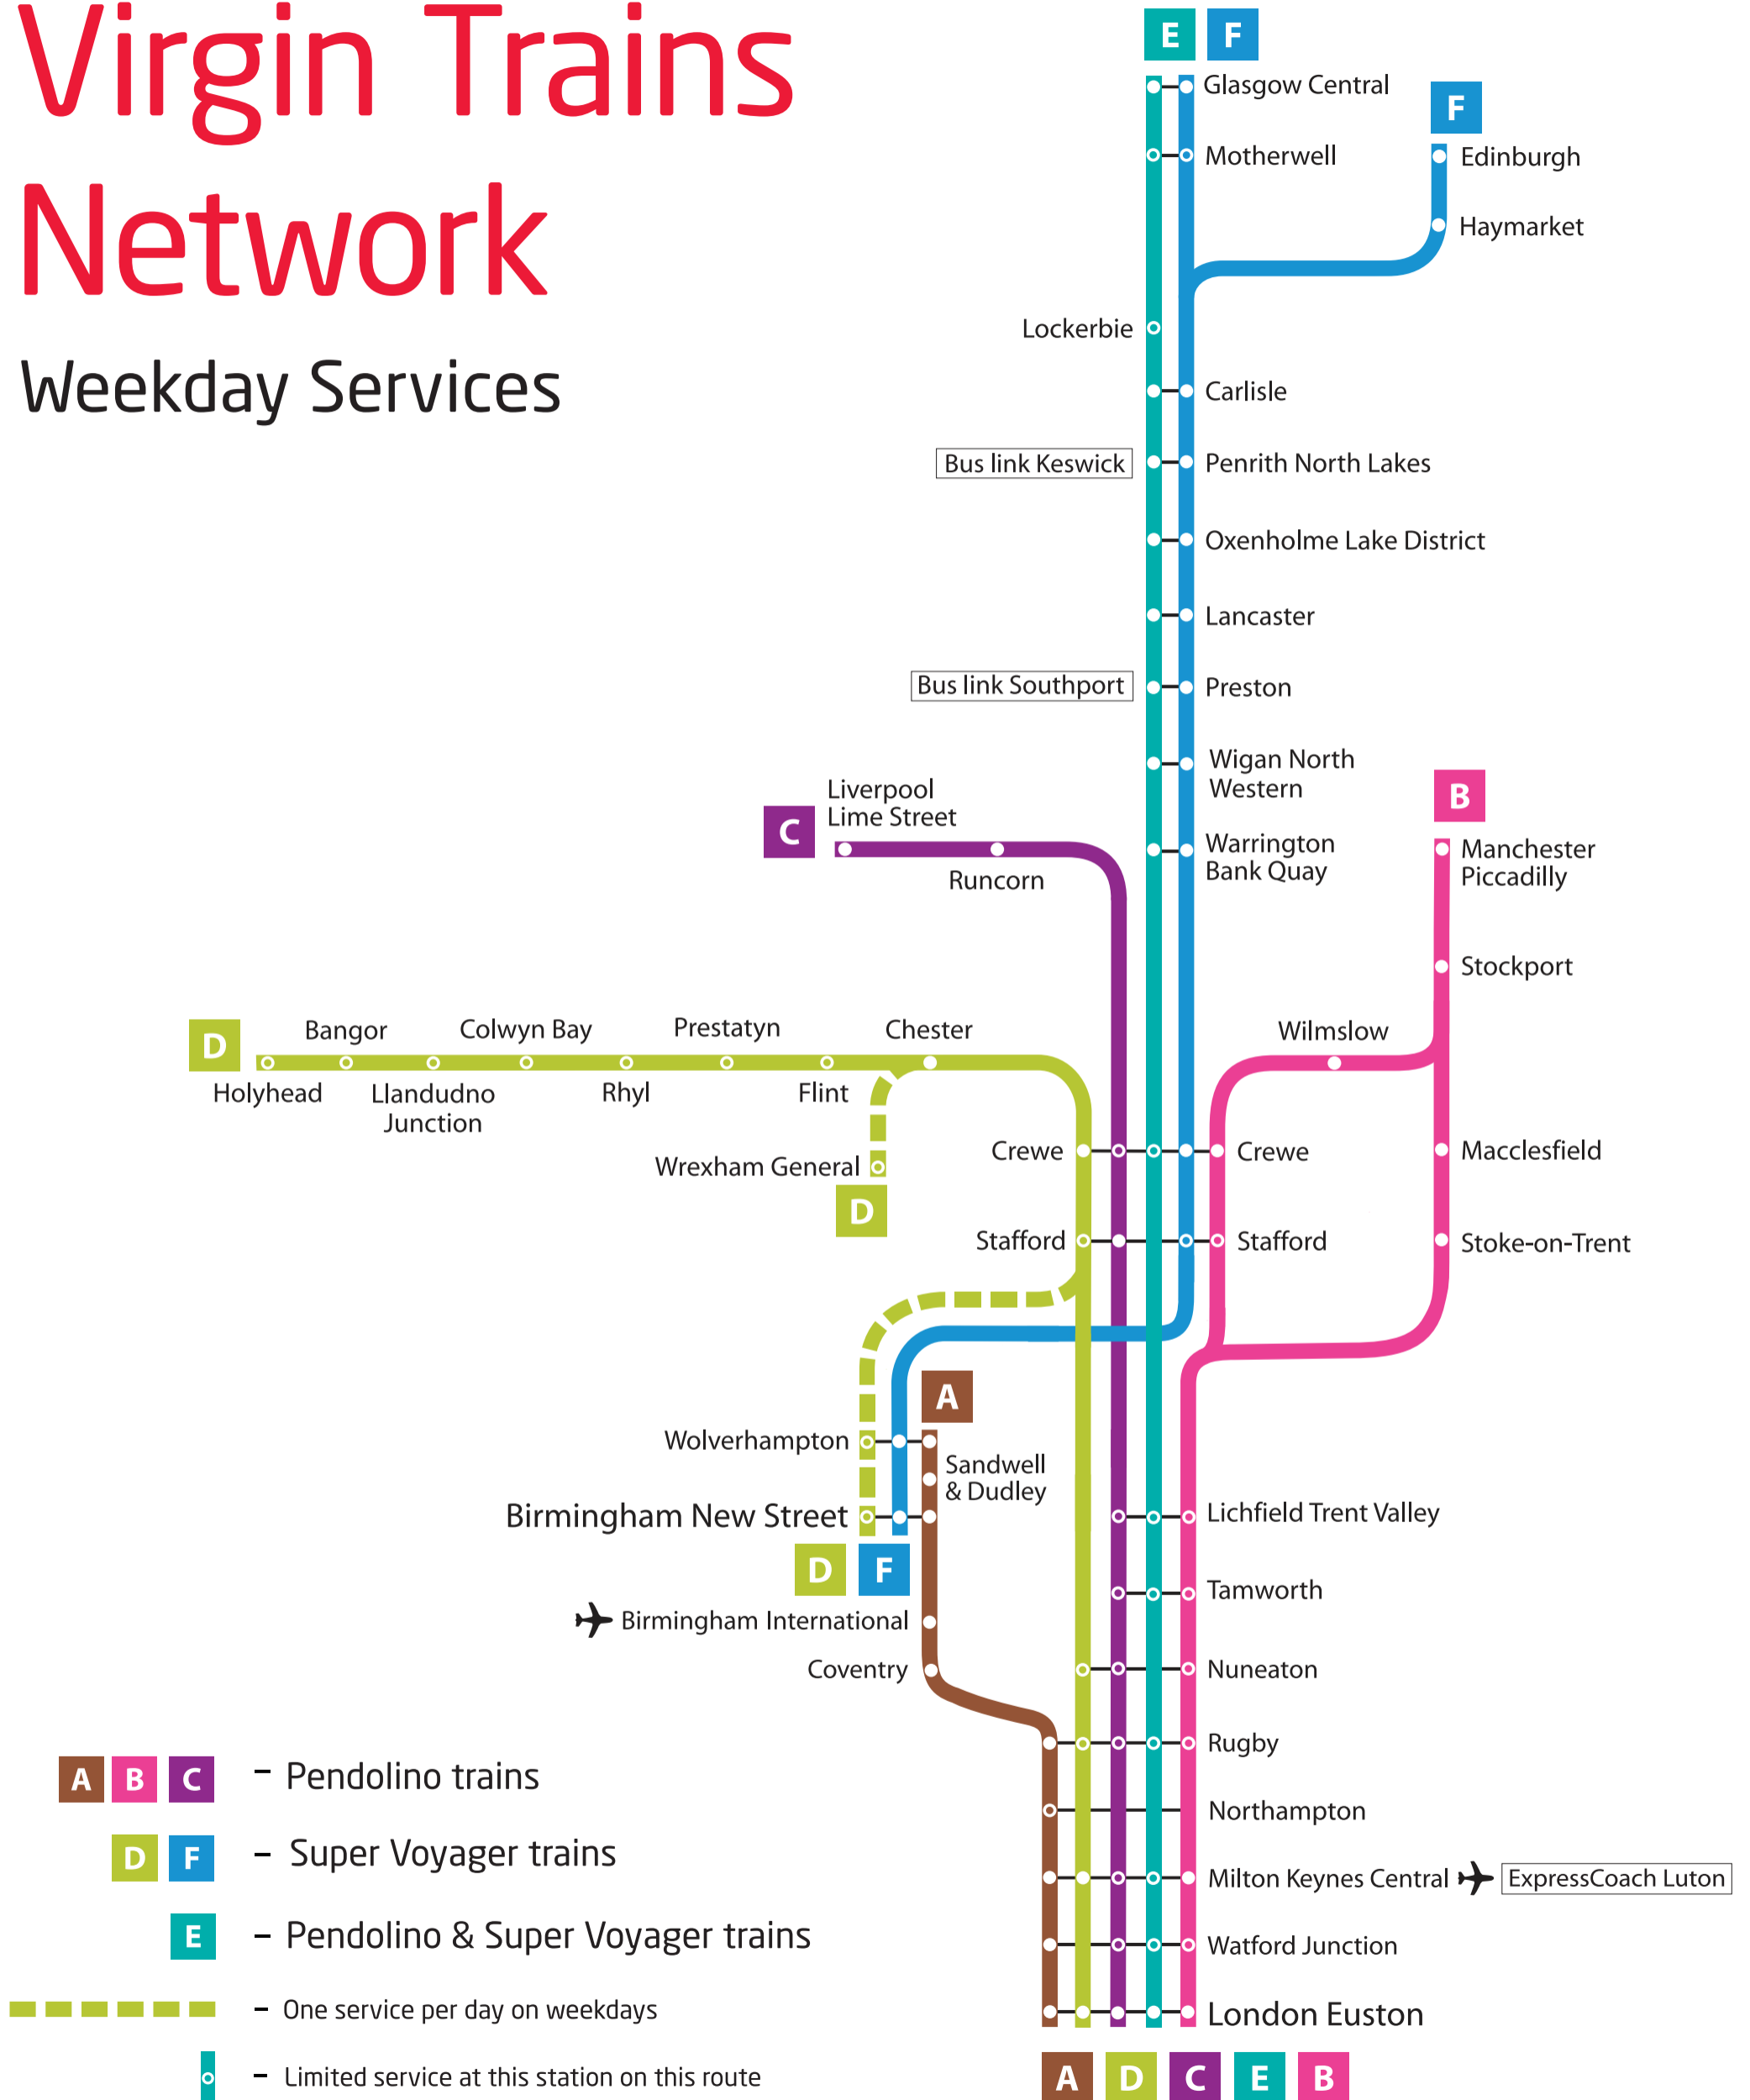 Virgin Trains
Network
Weekday Services
E F
Glasgow Central
F
Motherwell
Edinburgh
Haymarket
Lockerbie
Carlisle
Bus link Keswick
Penrith North Lakes
Oxenholme Lake District
Lancaster
Bus link Southport
Preston
Wigan North
Western
B
C
Liverpool
Lime Street
Runcorn
Warrington
Bank Quay
Manchester
Piccadilly
Stockport
D
Bangor
Colwyn Bay
Prestatyn
Chester
Wilmslow
Holyhead
Llandudno
Junction
Rhyl
Flint
Crewe
Crewe
Macclesfield
Wrexham General
D
Stafford
Stafford
Stoke-on-Trent
A
Wolverhampton
Sandwell
& Dudley
Birmingham New Street
Lichfield Trent Valley
D F
Tamworth
Birmingham International
Coventry
Nuneaton
Rugby
A B C – Pendolino trains
Northampton
D F – Super Voyager trains
Milton Keynes Central
ExpressCoach Luton
E – Pendolino & Super Voyager trains
Watford Junction
– One service per day on weekdays
London Euston
– Limited service at this station on this route
A D C E B